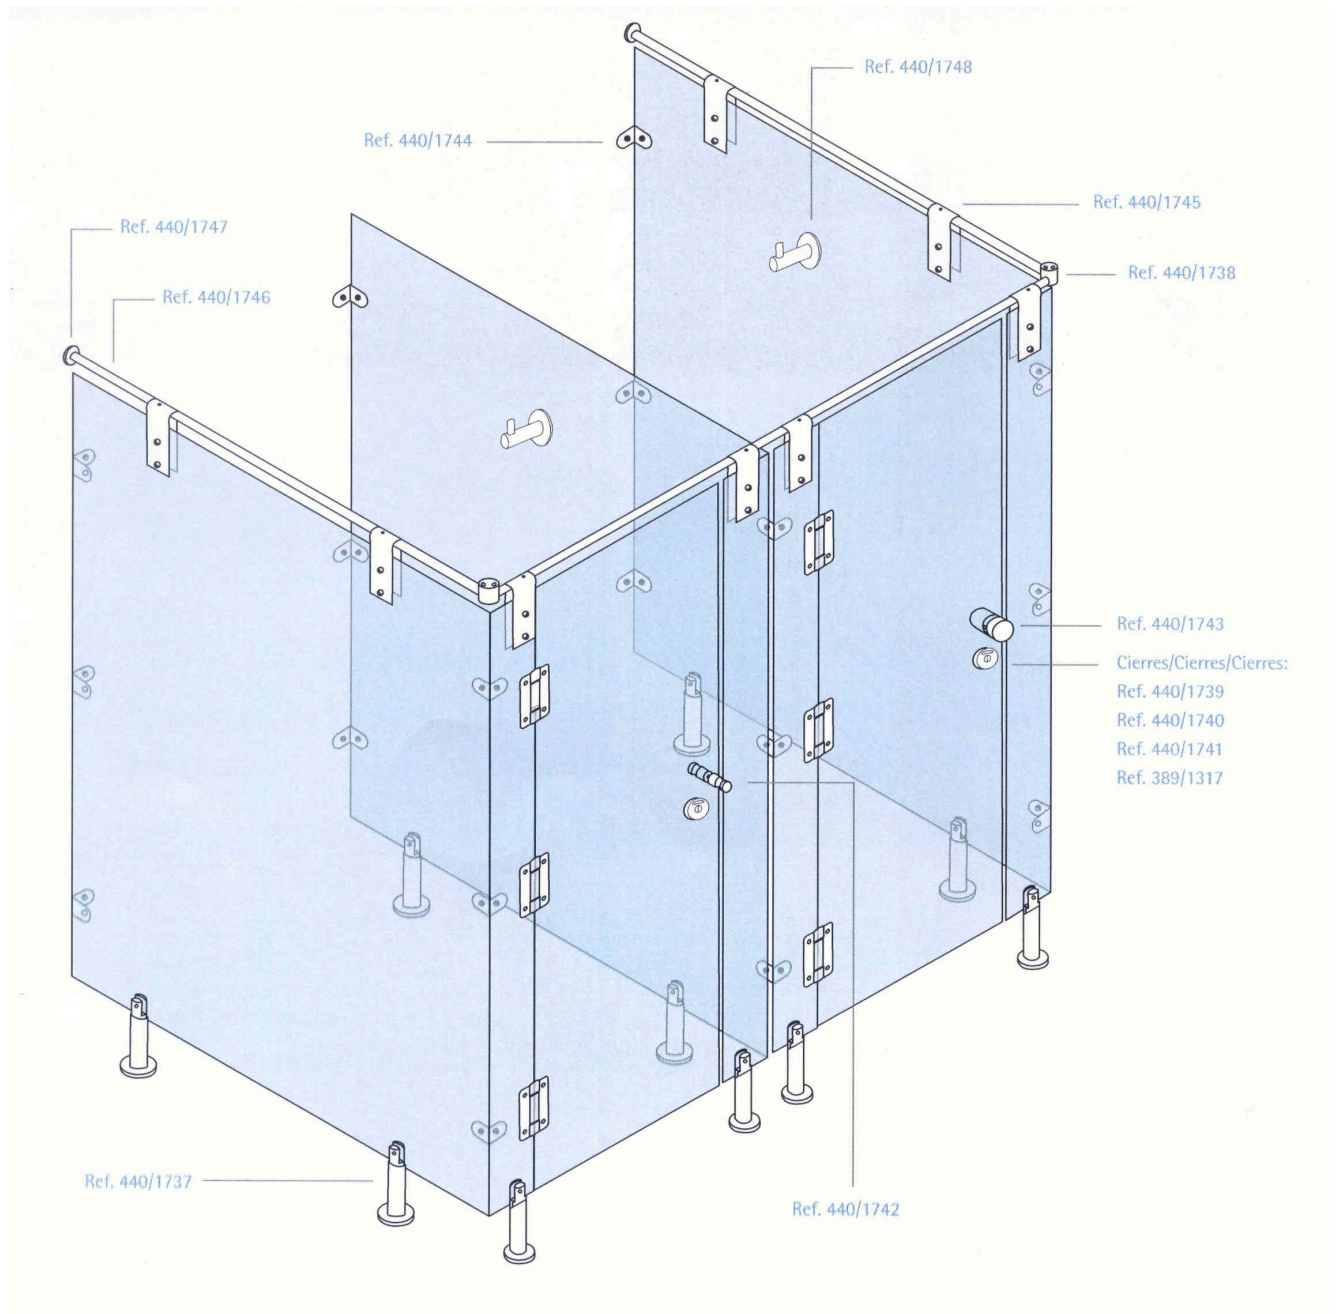 Ref. 440/1748
Ref. 440/1744
Ref. 440/1745
Ref. 440/1747
Ref. 440/1738
Ref. 440/1746
Ref. 440/1743
Cierres/Cierres/Cierres:
Ref. 440/1739
Ref. 440/1740
Ref. 440/1741
Ref. 389/1317
Ref. 440/1737
Ref. 440/1742